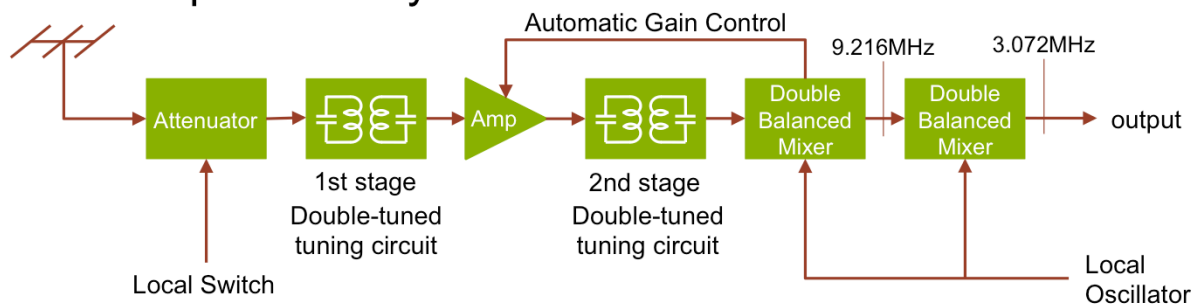 Automatic Gain Control
9.216MHz
3.072MHz
Attenuator
Amp
Double
Balanced
Mixer
Double
Balanced
Mixer
output
1st stage
Double-tuned
tuning circuit
2nd stage
Double-tuned
tuning circuit
Local Switch
Local
Oscillator